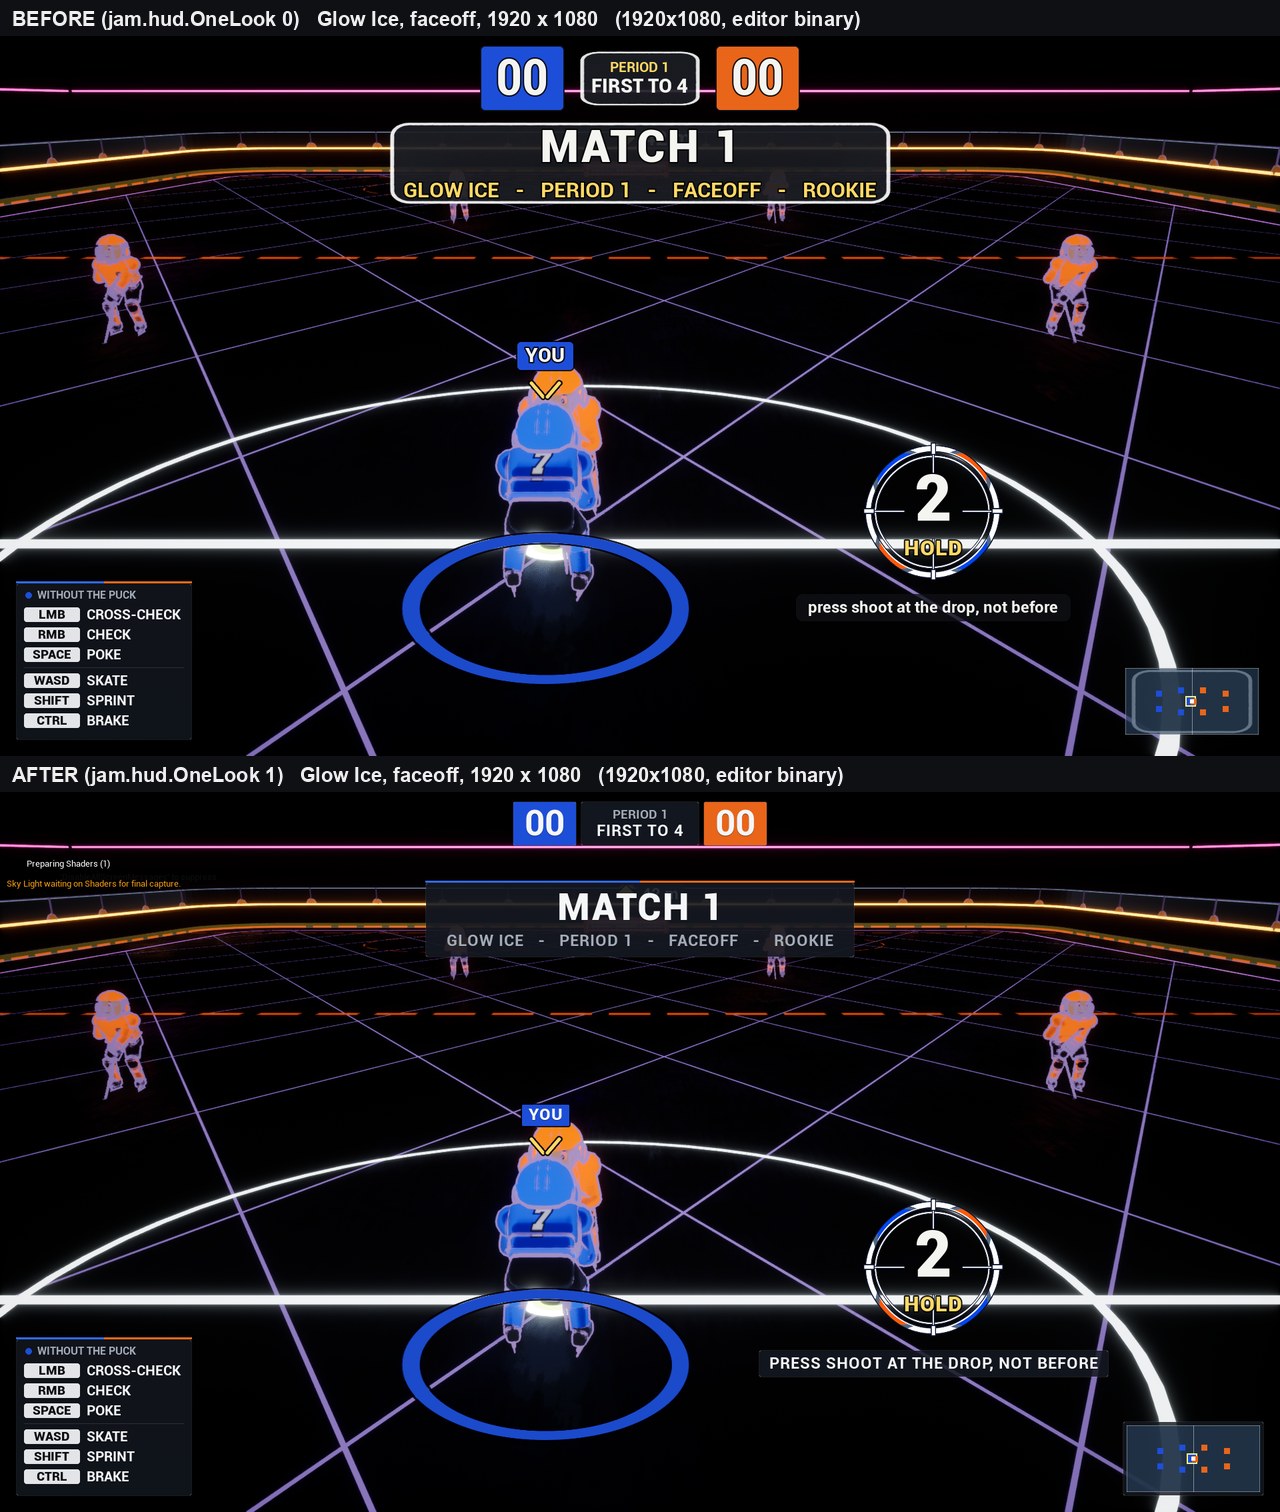 BEFORE (jam.hud.OneLook 0) Glow Ice, faceoff, 1920 x 1080 (1920x1080, editor binary)
00 PERIOD 1 00
FIRST TO 4
MATCH 1
GLOW ICE - PERIOD 1 - FACEOFF - ROOKIE
YOU
7
2
HOLD
press shoot at the drop, not before
WITHOUT THE PUCK
LMB CROSS-CHECK
RMB CHECK
SPACE POKE
WASD SKATE
SHIFT SPRINT
CTRL BRAKE
AFTER (jam.hud.OneLook 1) Glow Ice, faceoff, 1920 x 1080 (1920x1080, editor binary)
00 PERIOD 1 00
FIRST TO 4
Preparing Shaders (1)
Sky Light waiting on Shaders for final capture.
MATCH 1
GLOW ICE - PERIOD 1 - FACEOFF - ROOKIE
YOU
7
2
HOLD
PRESS SHOOT AT THE DROP, NOT BEFORE
WITHOUT THE PUCK
LMB CROSS-CHECK
RMB CHECK
SPACE POKE
WASD SKATE
SHIFT SPRINT
CTRL BRAKE